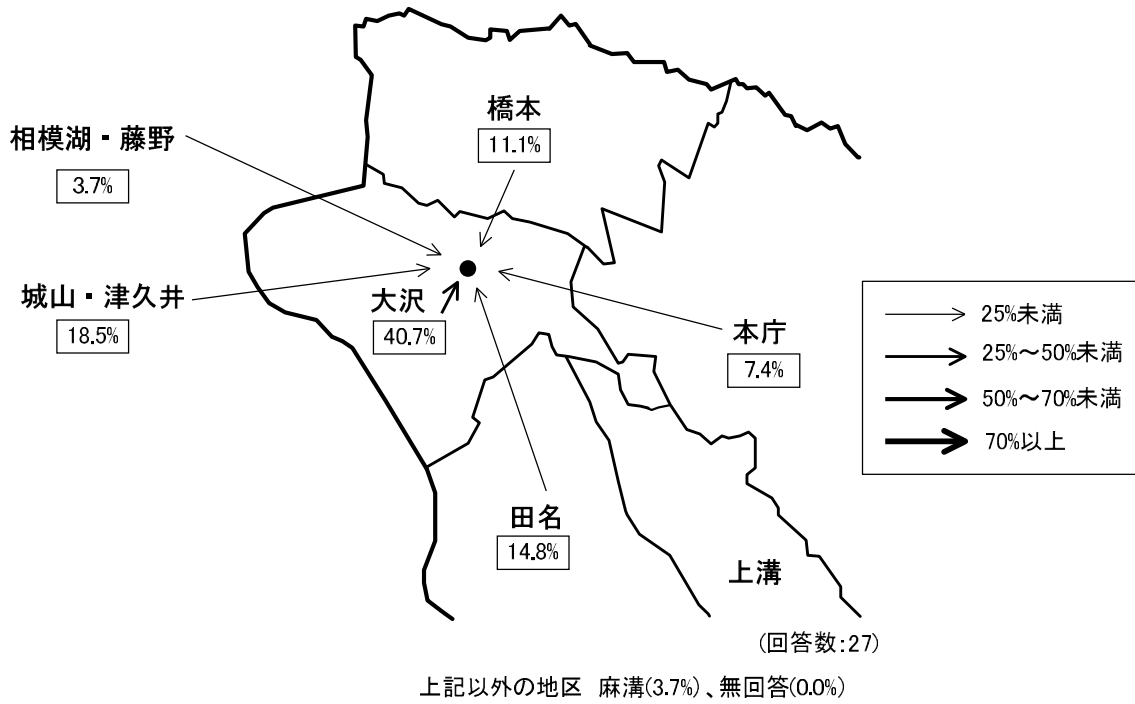 橋本
11.1%
相模湖・藤野
3.7%
城山・津久井
18.5%
大沢
40.7%
本庁
7.4%
田名
14.8%
上溝
25%未満
25%～50%未満
50%～70%未満
70%以上
(回答数:27)
上記以外の地区 麻溝(3.7%)、無回答(0.0%)